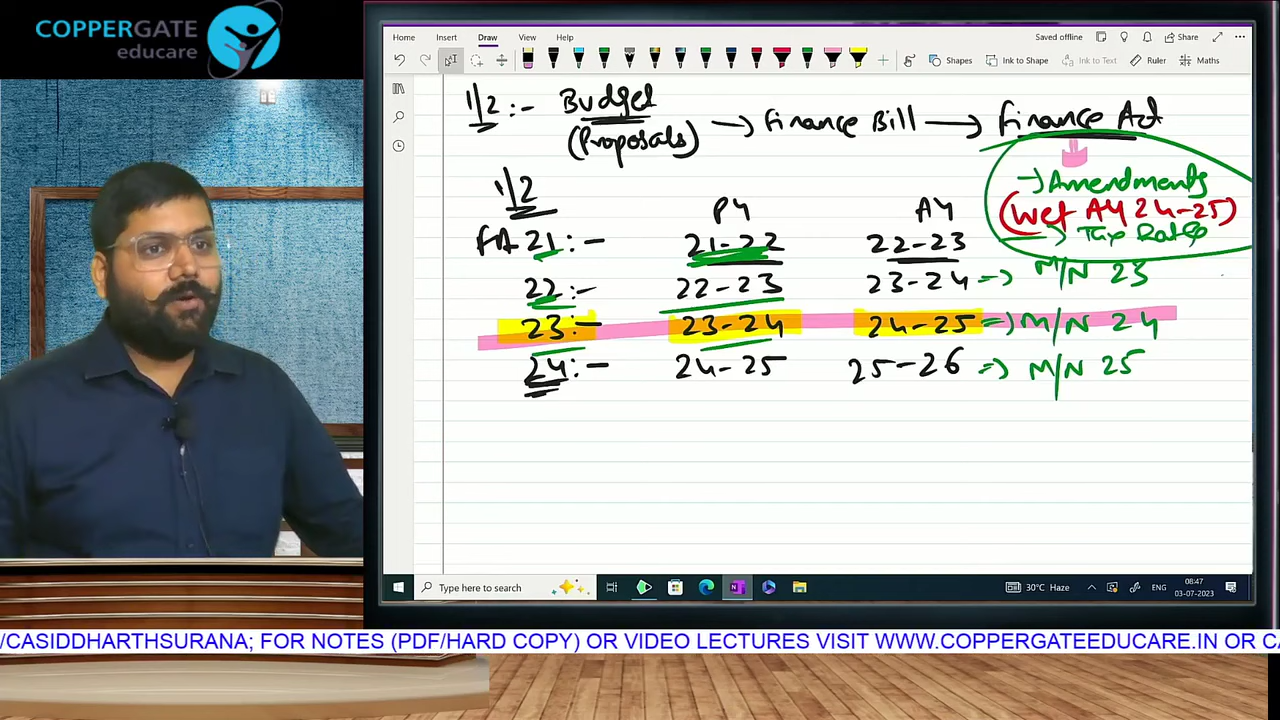 COPPERGATE
educare
Home Insert Draw View Help
Saved offline
Share
Shapes
Ink to Shape
Ink to Text
Ruler
Maths
1/2 :- Budget → Finance Bill → Finance Act
(Proposals)
→ Amendments
(Wef AY 24-25)
→ Tax Rates
1/2
PY AY
FA 21 :- 21-22 22-23
22 :- 22-23 23-24 => M/N 23
23 :- 23-24 24-25 => M/N 24
24 :- 24-25 25-26 => M/N 25
Type here to search
30°C Haze
ENG
08:47
03-07-2023
/CASIDDHARTHSURANA; FOR NOTES (PDF/HARD COPY) OR VIDEO LECTURES VISIT WWW.COPPERGATEEDUCARE.IN OR CA